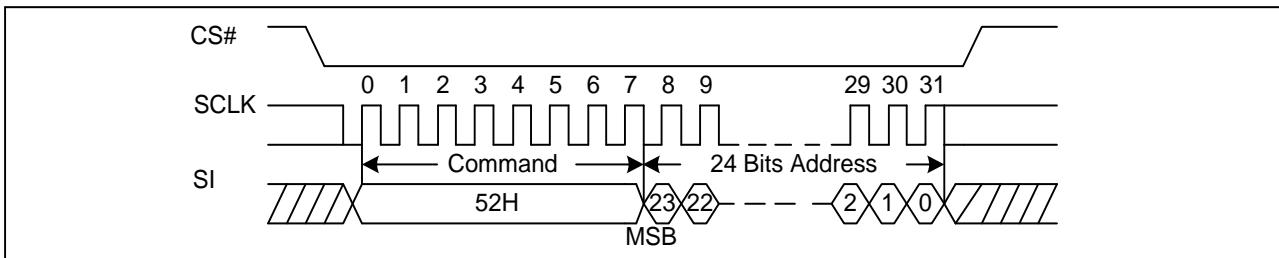 CS#
0 1 2 3 4 5 6 7 8 9 29 30 31
SCLK
Command 24 Bits Address
SI
52H 23 22 2 1 0
MSB